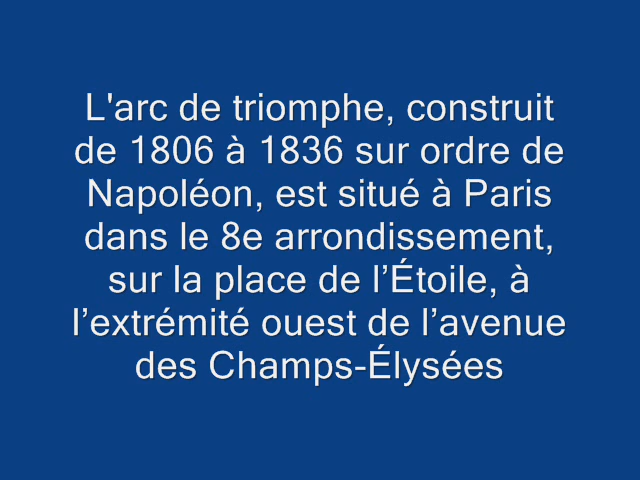 L'arc de triomphe, construit
de 1806 à 1836 sur ordre de
Napoléon, est situé à Paris
dans le 8e arrondissement,
sur la place de l’Étoile, à
l’extrémité ouest de l’avenue
des Champs-Élysées